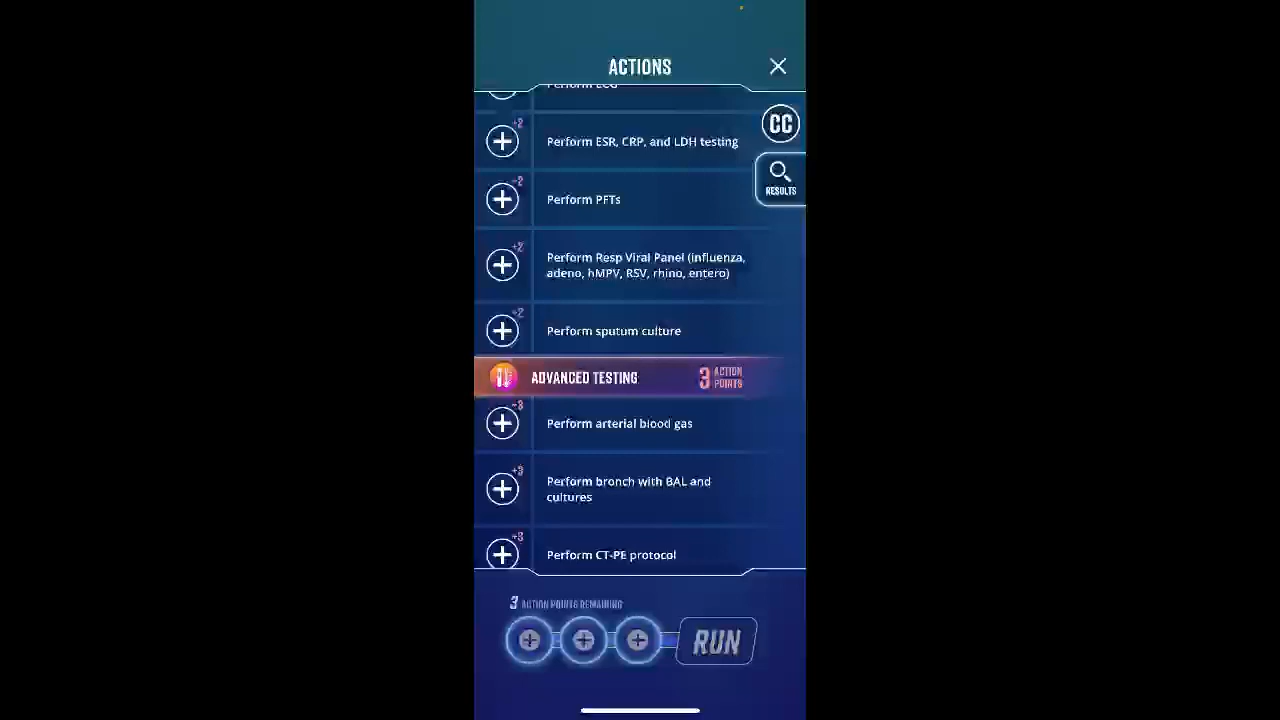 ACTIONS
Perform ECG
CC
+2
Perform ESR, CRP, and LDH testing
RESULTS
+2
Perform PFTs
+2
Perform Resp Viral Panel (influenza,
adeno, hMPV, RSV, rhino, entero)
+2
Perform sputum culture
ADVANCED TESTING
3 ACTION
POINTS
+3
Perform arterial blood gas
+3
Perform bronch with BAL and
cultures
+3
Perform CT-PE protocol
3 ACTION POINTS REMAINING
RUN